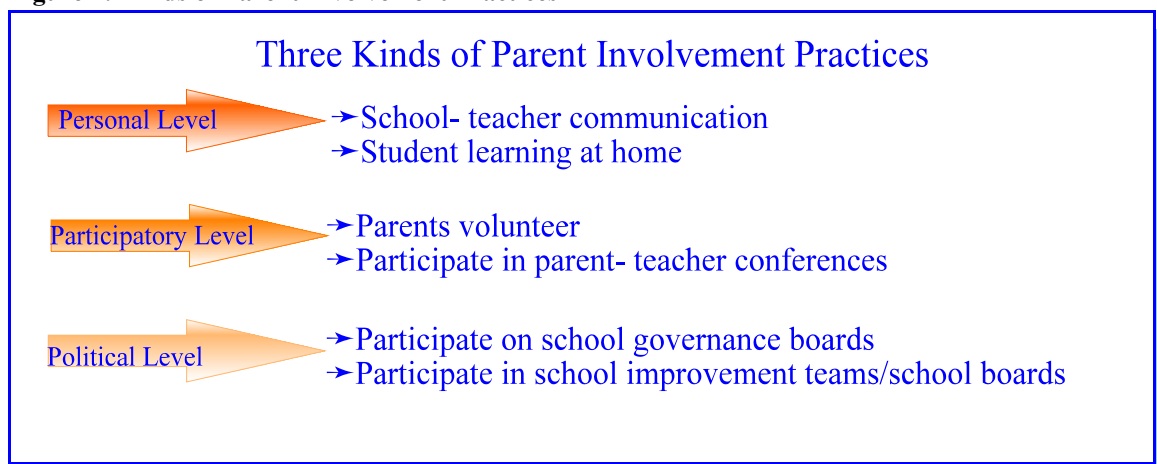 Three Kinds of Parent Involvement Practices
Personal Level
→School- teacher communication
→Student learning at home
Participatory Level
→Parents volunteer
→Participate in parent- teacher conferences
Political Level
→Participate on school governance boards
→Participate in school improvement teams/school boards